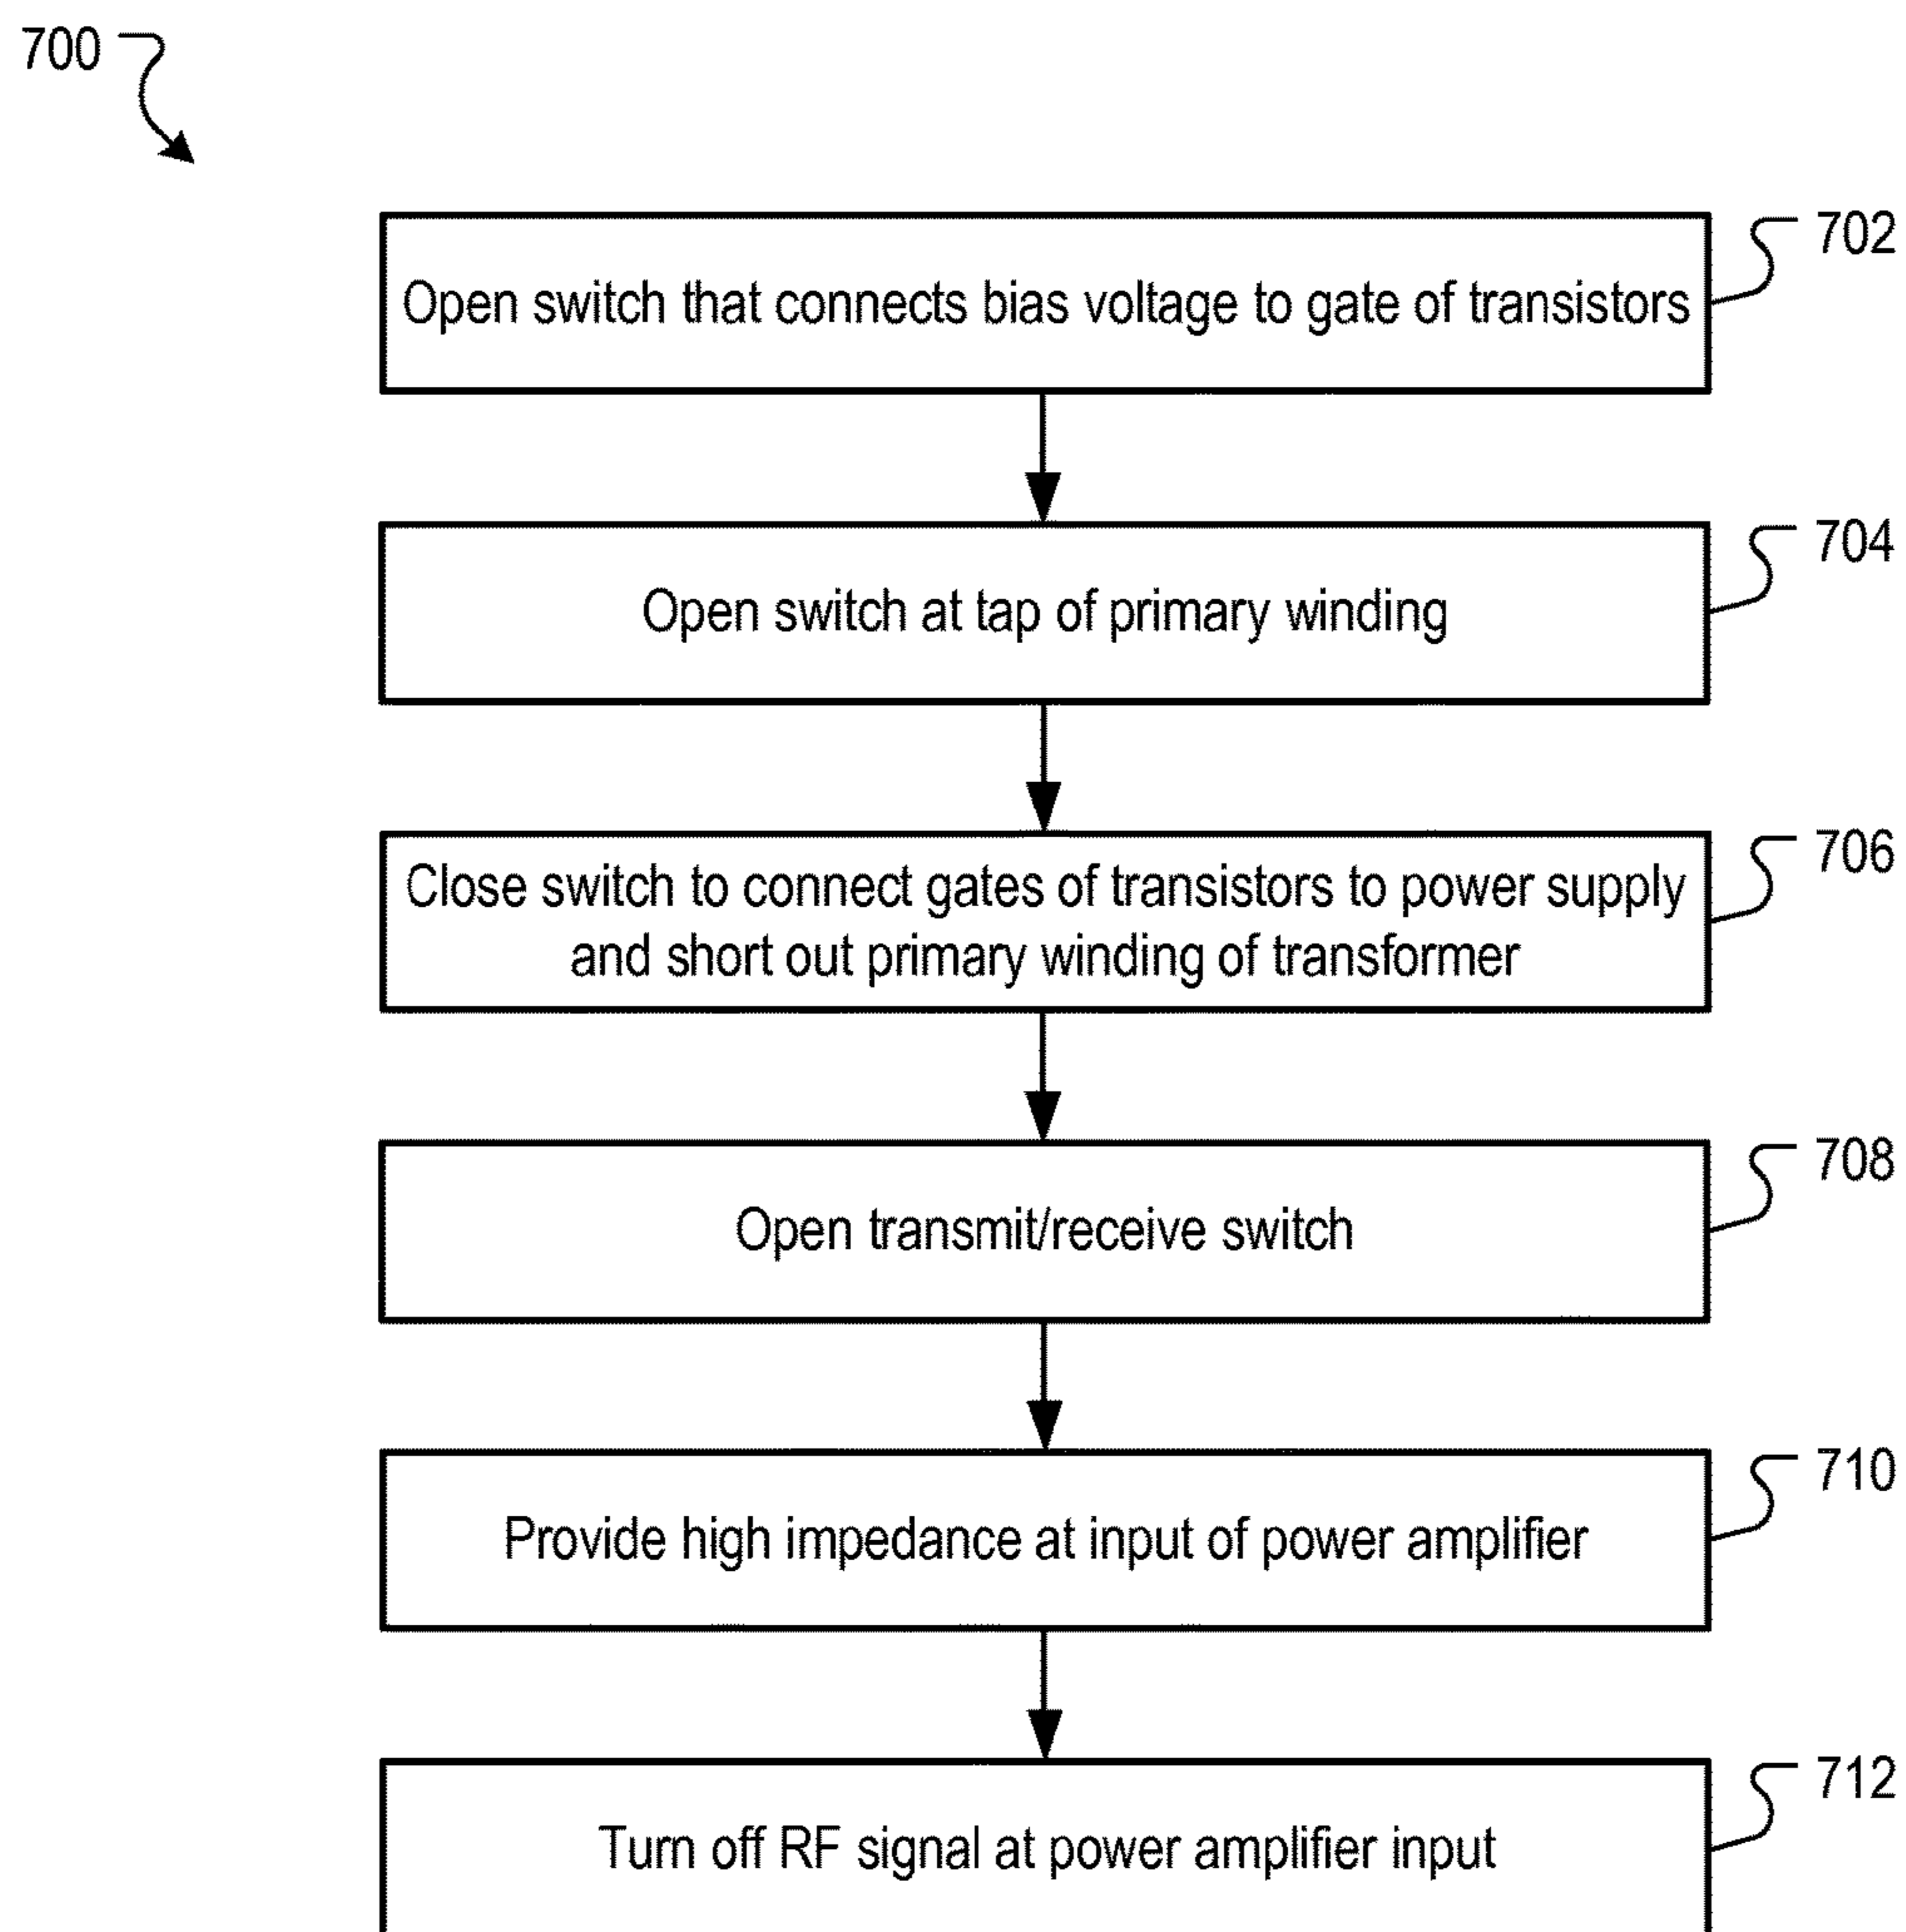 700
702
Open switch that connects bias voltage to gate of transistors
704
Open switch at tap of primary winding
706
Close switch to connect gates of transistors to power supply
and short out primary winding of transformer
708
Open transmit/receive switch
710
Provide high impedance at input of power amplifier
712
Turn off RF signal at power amplifier input